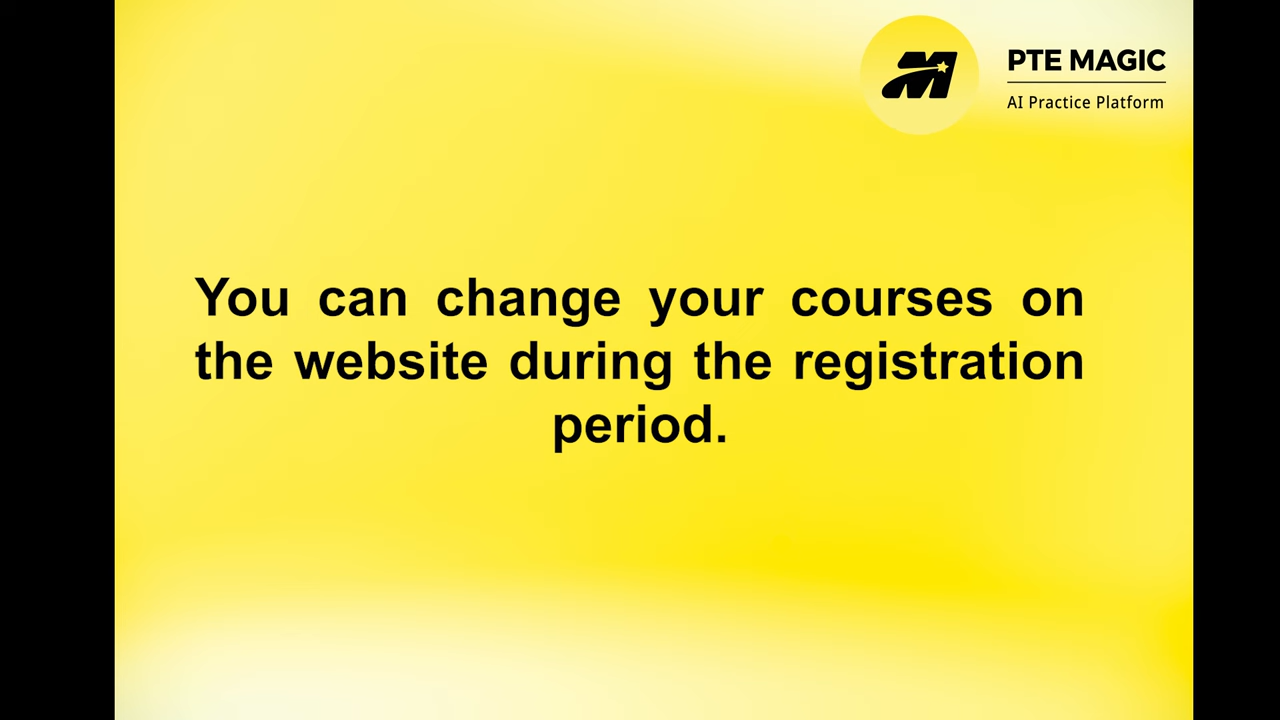 PTE MAGIC
AI Practice Platform
You can change your courses on
the website during the registration
period.